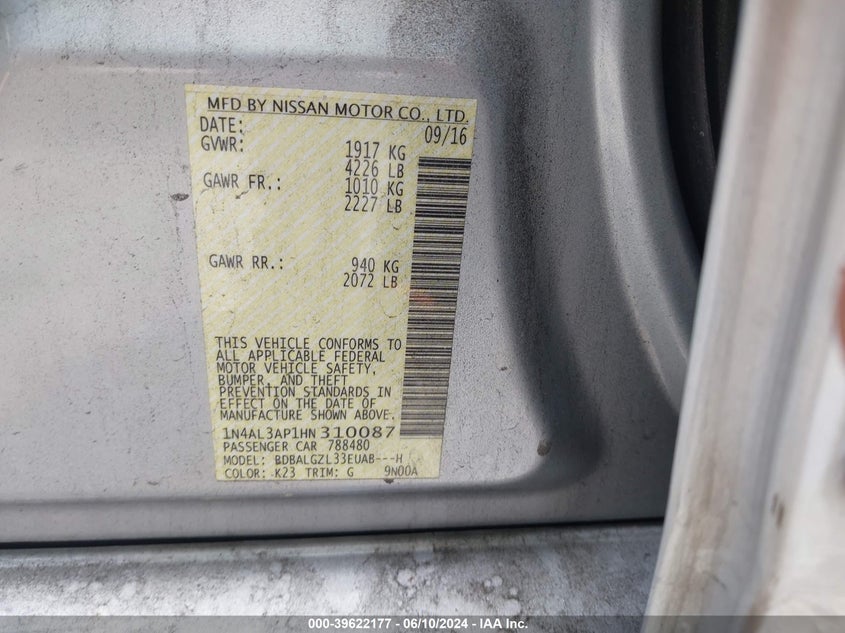 MFD BY NISSAN MOTOR CO., LTD.
DATE: 09/16
GVWR: 1917 KG
4226 LB
GAWR FR.: 1010 KG
2227 LB
GAWR RR.: 940 KG
2072 LB
THIS VEHICLE CONFORMS TO
ALL APPLICABLE FEDERAL
MOTOR VEHICLE SAFETY,
BUMPER, AND THEFT
PREVENTION STANDARDS IN
EFFECT ON THE DATE OF
MANUFACTURE SHOWN ABOVE.
1N4AL3AP1HN310087
PASSENGER CAR 788480
MODEL: BDBALGZL33EUAB---H
COLOR: K23 TRIM: G 9N00A
000-39622177 - 06/10/2024 - IAA Inc.